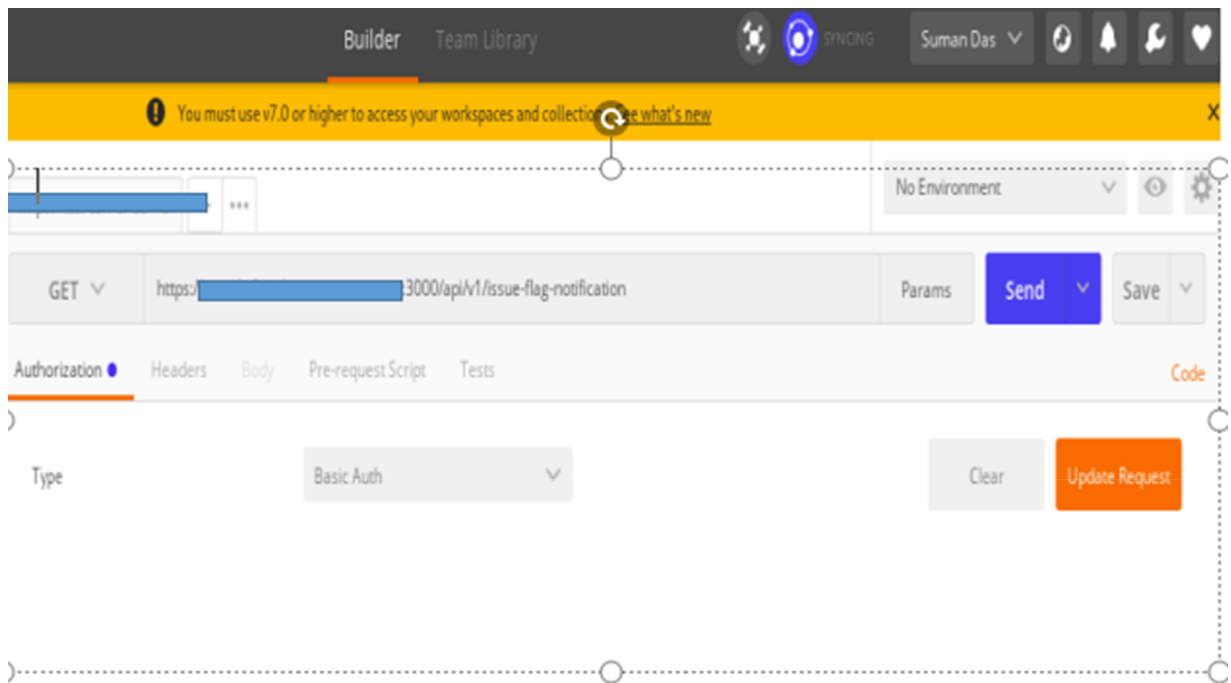 Builder Team Library SYNCING Suman Das
You must use v7.0 or higher to access your workspaces and collection See what's new
No Environment
GET https:/ :3000/api/v1/issue-flag-notification Params Send Save
Authorization Headers Body Pre-request Script Tests Code
Type Basic Auth Clear Update Request